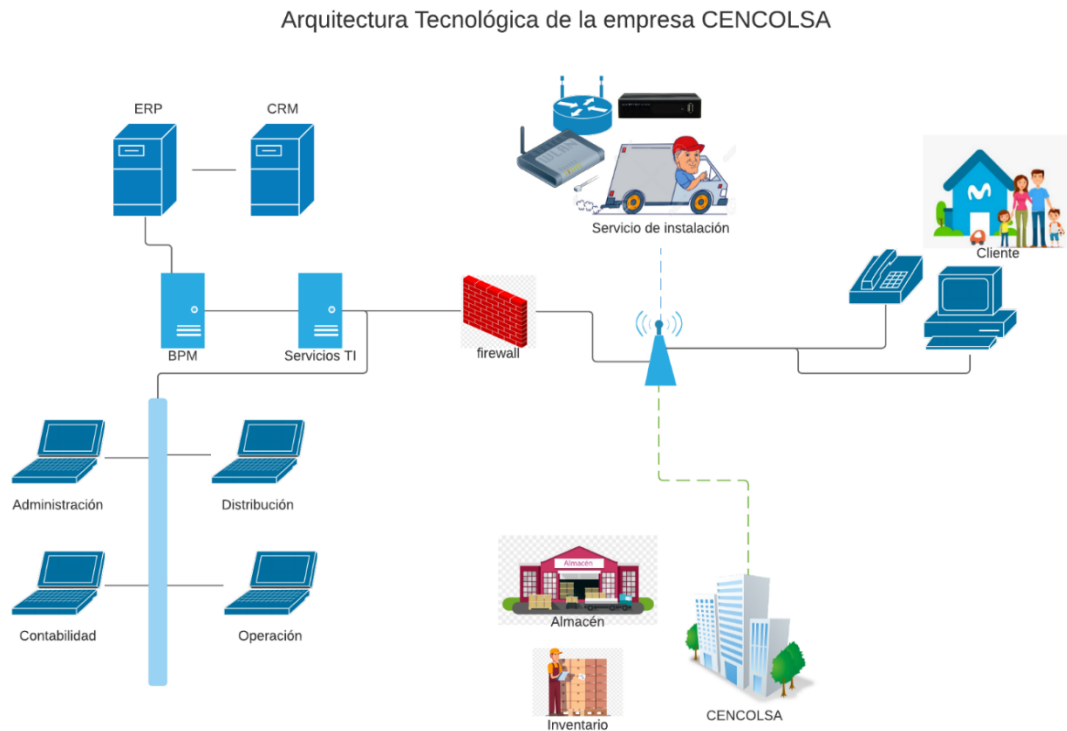 Arquitectura Tecnológica de la empresa CENCOLSA
ERP
CRM
WLAN
Servicio de instalación
Cliente
BPM
Servicios TI
firewall
Administración
Distribución
Contabilidad
Operación
Almacén
Almacén
Inventario
CENCOLSA